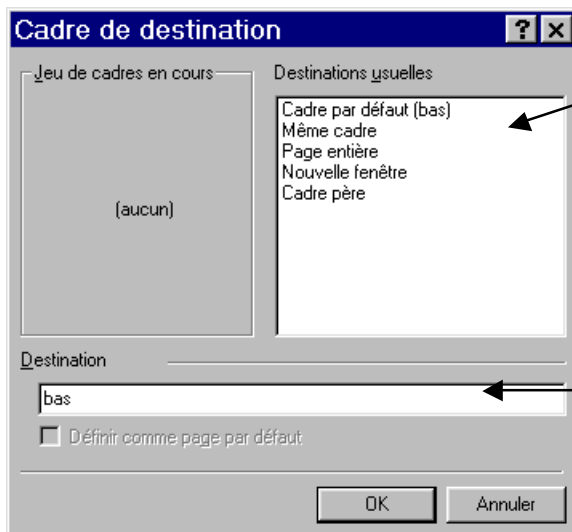 Cadre de destination
Jeu de cadres en cours
(aucun)
Destinations usuelles
Cadre par défaut (bas)
Même cadre
Page entière
Nouvelle fenêtre
Cadre père
Destination
bas
Définir comme page par défaut
OK
Annuler